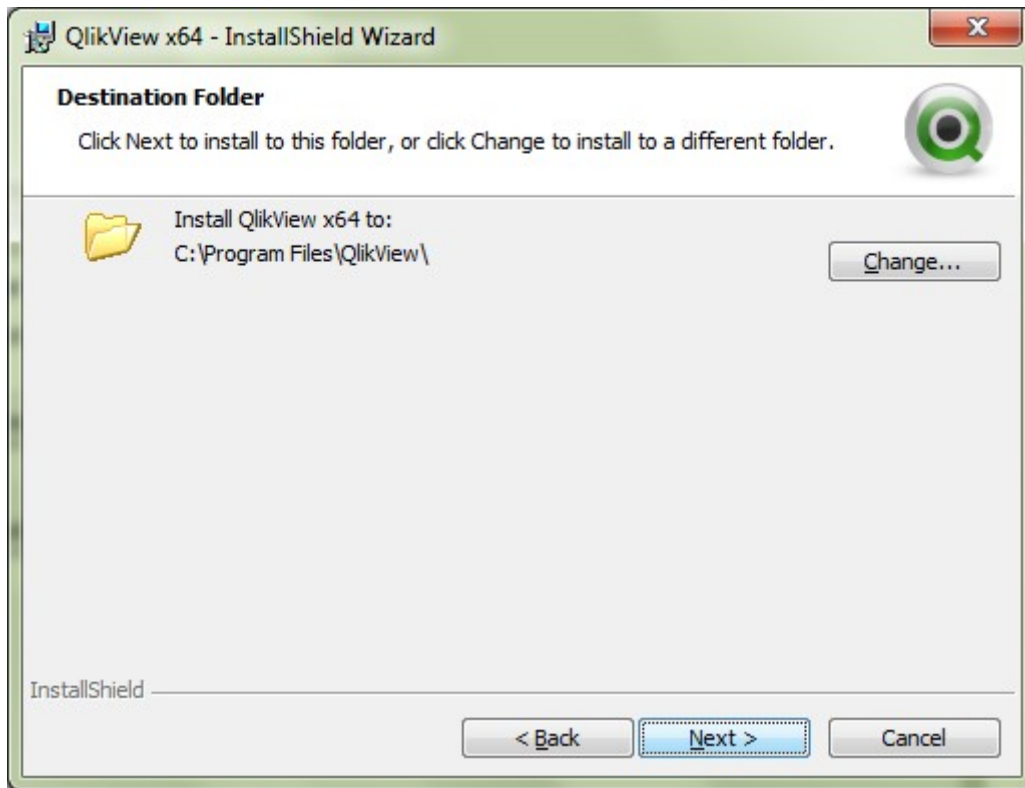 QlikView x64 - InstallShield Wizard
Destination Folder
Click Next to install to this folder, or click Change to install to a different folder.
Install QlikView x64 to:
C:\Program Files\QlikView\
Change...
InstallShield
< Back
Next >
Cancel